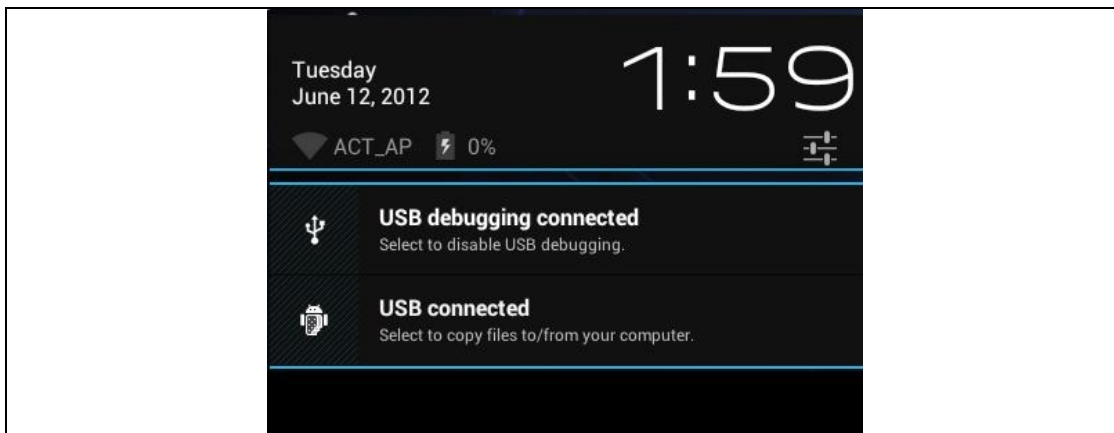 Tuesday
June 12, 2012
1:59
ACT_AP 0%
USB debugging connected
Select to disable USB debugging.
USB connected
Select to copy files to/from your computer.